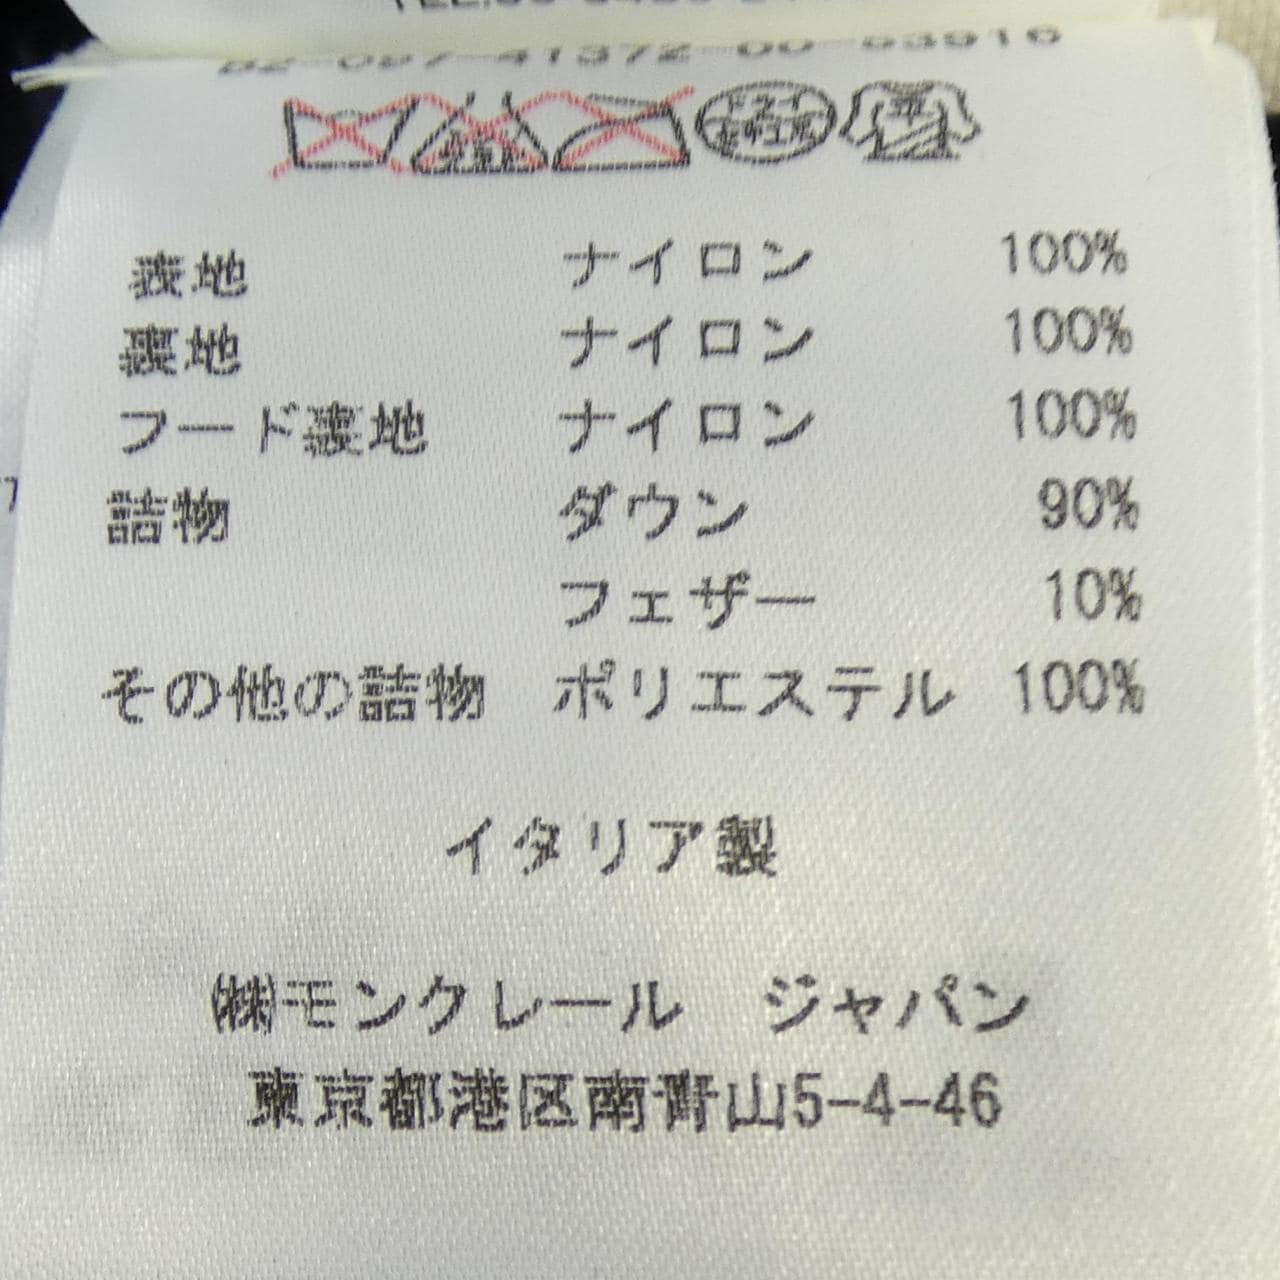 表地 ナイロン 100%
裏地 ナイロン 100%
フード裏地 ナイロン 100%
詰物 ダウン 90%
フェザー 10%
その他の詰物 ポリエステル 100%
イタリア製
㈱モンクレール ジャパン
東京都港区南青山5-4-46